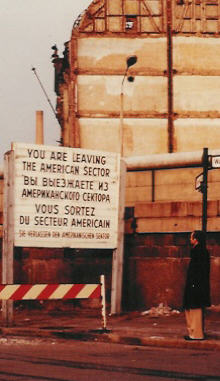 YOU ARE LEAVING
THE AMERICAN SECTOR
ВЫ ВЫЕЗЖАЕТЕ ИЗ
АМЕРИКАНСКОГО СЕКТОРА
VOUS SORTEZ
DU SECTEUR AMERICAIN
SIE VERLASSEN DEN AMERIKANISCHEN SEKTOR